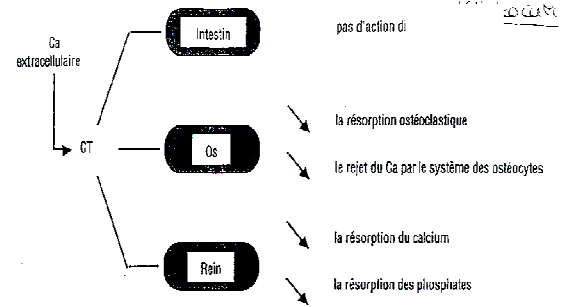 Ca
extracellulaire
CT
Intestin
pas d'action di
Os
la résorption ostéoclastique
le rejet du Ca par le système des ostéocytes
Rein
la résorption du calcium
la résorption des phosphates